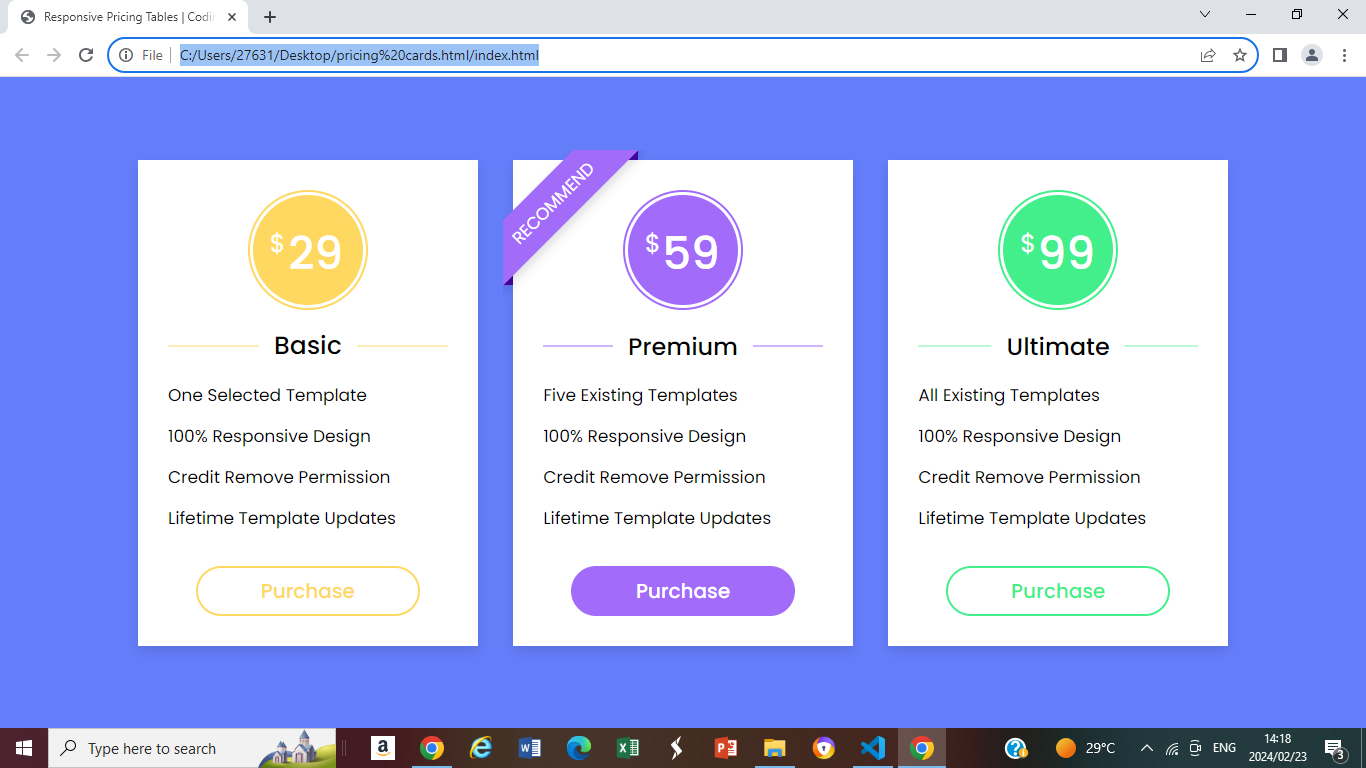 Responsive Pricing Tables | Codin
File
C:/Users/27631/Desktop/pricing%20cards.html/index.html
$29
Basic
One Selected Template
100% Responsive Design
Credit Remove Permission
Lifetime Template Updates
Purchase
RECOMMEND
$59
Premium
Five Existing Templates
100% Responsive Design
Credit Remove Permission
Lifetime Template Updates
Purchase
$99
Ultimate
All Existing Templates
100% Responsive Design
Credit Remove Permission
Lifetime Template Updates
Purchase
Type here to search
29°C
ENG
14:18
2024/02/23
3